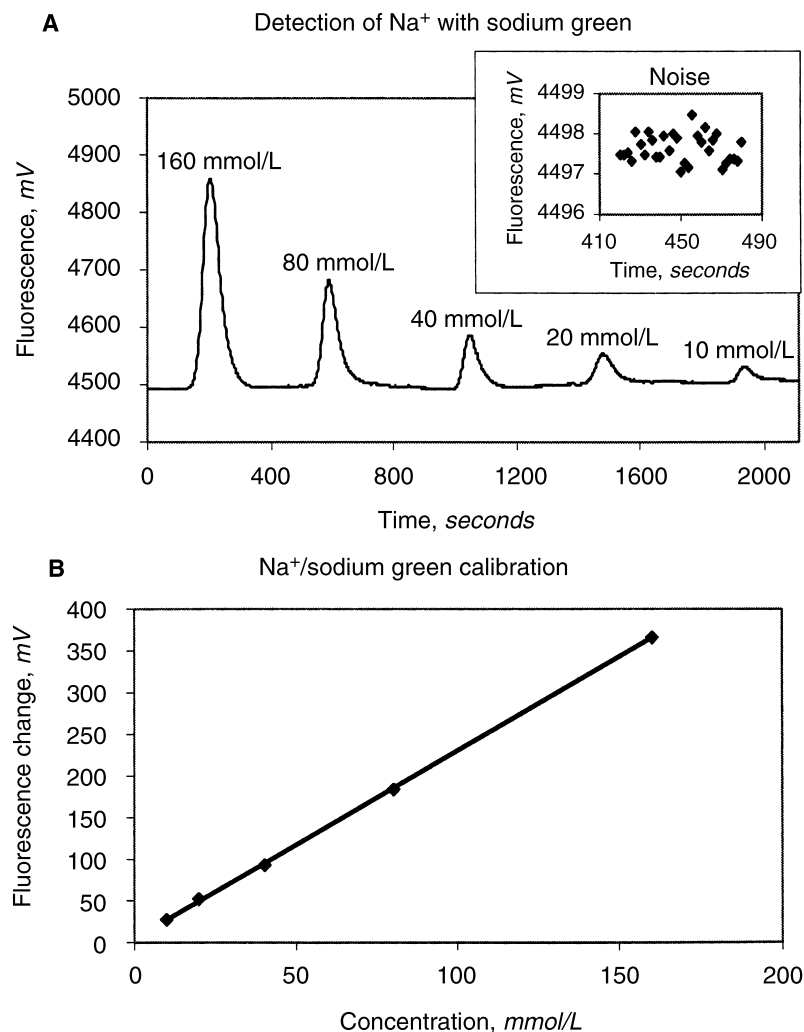 A
Detection of Na+ with sodium green
Fluorescence, mV
5000
4900
4800
4700
4600
4500
4400
160 mmol/L
80 mmol/L
40 mmol/L
20 mmol/L
10 mmol/L
0 400 800 1200 1600 2000
Time, seconds
Noise
Fluorescence, mV
4499
4498
4497
4496
410 450 490
Time, seconds
B
Na+/sodium green calibration
Fluorescence change, mV
400
350
300
250
200
150
100
50
0
0 50 100 150 200
Concentration, mmol/L